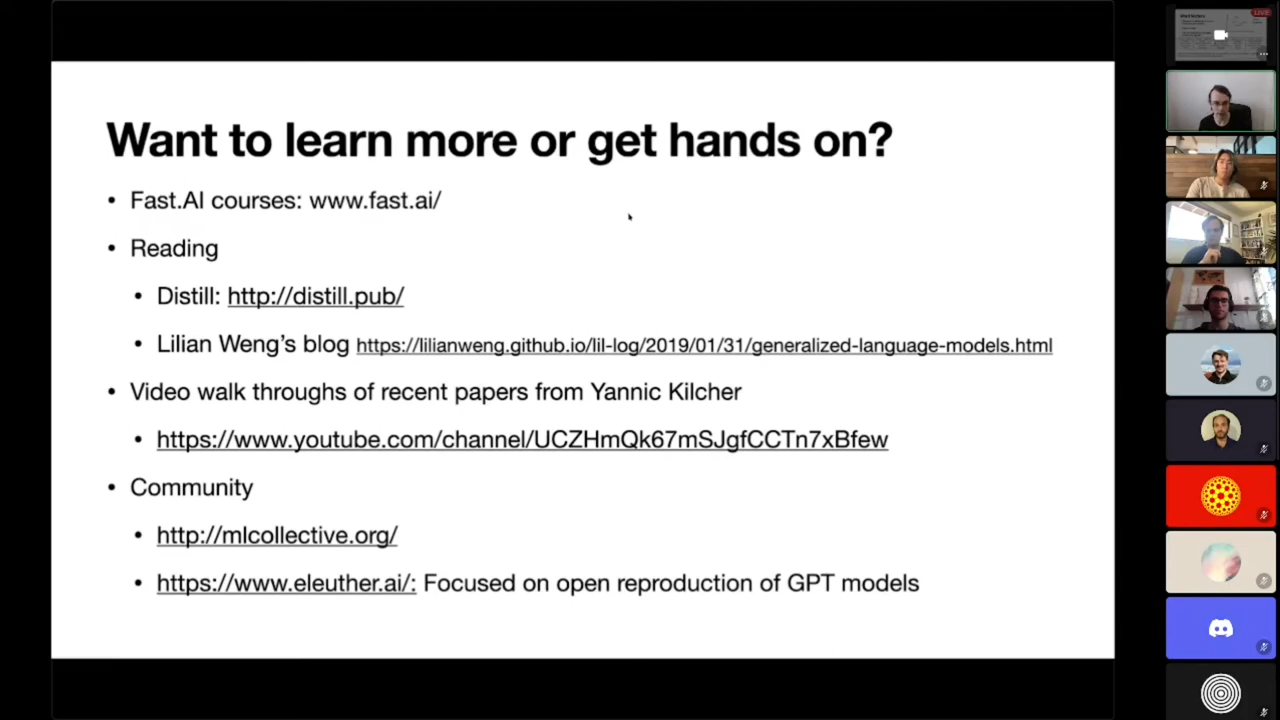 Want to learn more or get hands on?
• Fast.AI courses: www.fast.ai/
• Reading
• Distill: http://distill.pub/
• Lilian Weng’s blog https://lilianweng.github.io/lil-log/2019/01/31/generalized-language-models.html
• Video walk throughs of recent papers from Yannic Kilcher
• https://www.youtube.com/channel/UCZHmQk67mSJgfCCTn7xBfew
• Community
• http://mlcollective.org/
• https://www.eleuther.ai/: Focused on open reproduction of GPT models